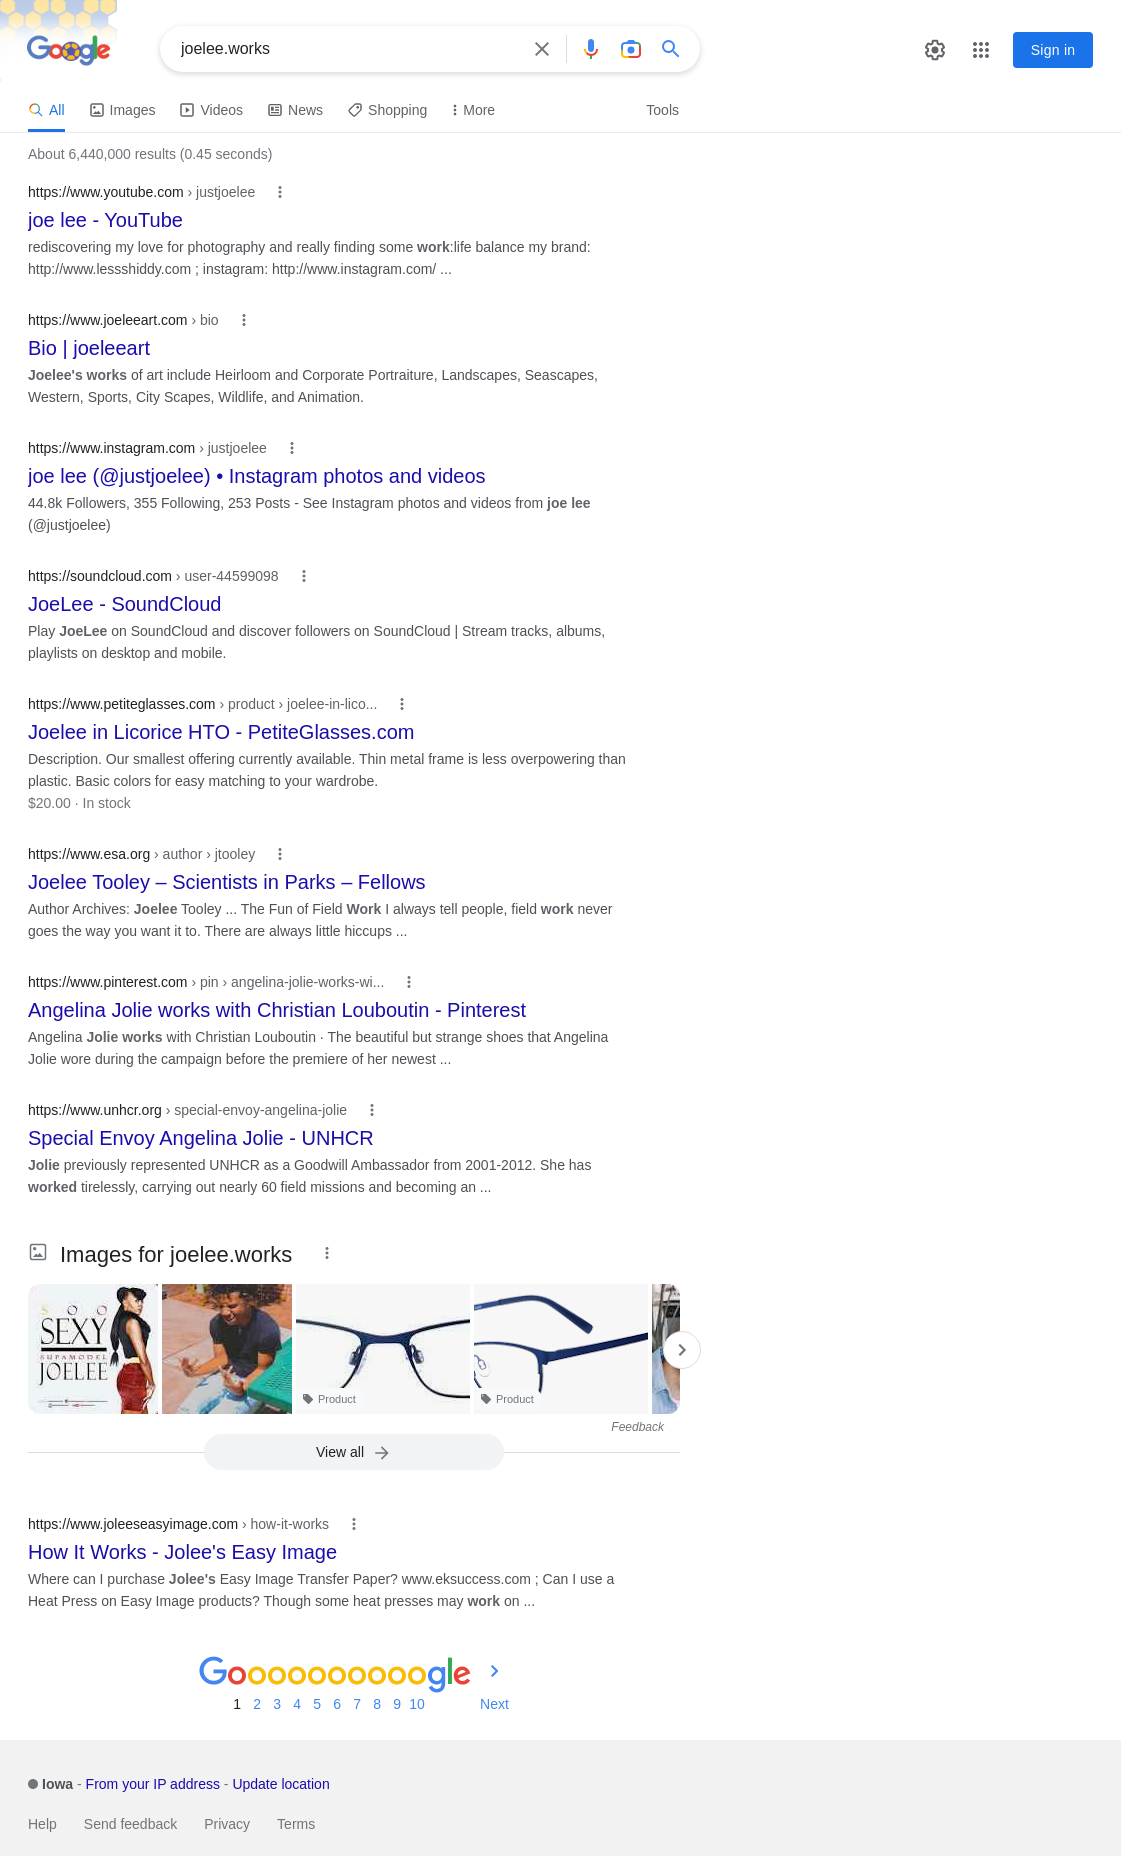 Google
joelee.works
Sign in
All Images Videos News Shopping More Tools
About 6,440,000 results (0.45 seconds)
https://www.youtube.com › justjoelee
joe lee - YouTube
rediscovering my love for photography and really finding some work:life balance my brand:
http://www.lessshiddy.com ; instagram: http://www.instagram.com/ ...
https://www.joeleeart.com › bio
Bio | joeleeart
Joelee's works of art include Heirloom and Corporate Portraiture, Landscapes, Seascapes,
Western, Sports, City Scapes, Wildlife, and Animation.
https://www.instagram.com › justjoelee
joe lee (@justjoelee) • Instagram photos and videos
44.8k Followers, 355 Following, 253 Posts - See Instagram photos and videos from joe lee
(@justjoelee)
https://soundcloud.com › user-44599098
JoeLee - SoundCloud
Play JoeLee on SoundCloud and discover followers on SoundCloud | Stream tracks, albums,
playlists on desktop and mobile.
https://www.petiteglasses.com › product › joelee-in-lico...
Joelee in Licorice HTO - PetiteGlasses.com
Description. Our smallest offering currently available. Thin metal frame is less overpowering than
plastic. Basic colors for easy matching to your wardrobe.
$20.00 · In stock
https://www.esa.org › author › jtooley
Joelee Tooley – Scientists in Parks – Fellows
Author Archives: Joelee Tooley ... The Fun of Field Work I always tell people, field work never
goes the way you want it to. There are always little hiccups ...
https://www.pinterest.com › pin › angelina-jolie-works-wi...
Angelina Jolie works with Christian Louboutin - Pinterest
Angelina Jolie works with Christian Louboutin · The beautiful but strange shoes that Angelina
Jolie wore during the campaign before the premiere of her newest ...
https://www.unhcr.org › special-envoy-angelina-jolie
Special Envoy Angelina Jolie - UNHCR
Jolie previously represented UNHCR as a Goodwill Ambassador from 2001-2012. She has
worked tirelessly, carrying out nearly 60 field missions and becoming an ...
Images for joelee.works
SOO
SEXY
SUPAMODEL
JOELEE
Product
Product
Feedback
View all
https://www.joleeseasyimage.com › how-it-works
How It Works - Jolee's Easy Image
Where can I purchase Jolee's Easy Image Transfer Paper? www.eksuccess.com ; Can I use a
Heat Press on Easy Image products? Though some heat presses may work on ...
Goooooooooogle
1 2 3 4 5 6 7 8 9 10 Next
Iowa - From your IP address - Update location
Help Send feedback Privacy Terms